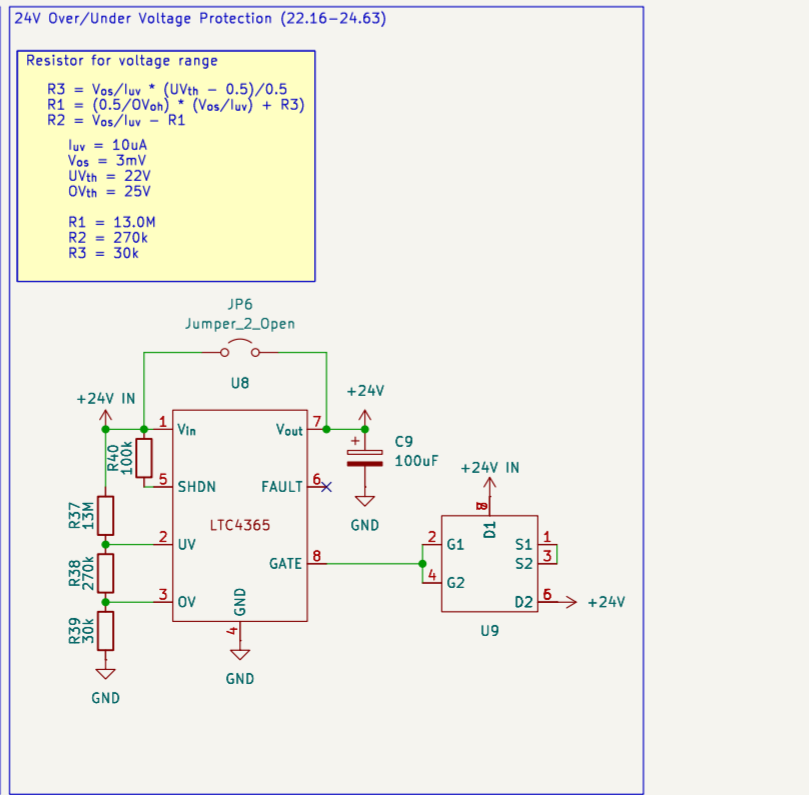 24V Over/Under Voltage Protection (22.16-24.63)
Resistor for voltage range
R3 = Vos/Iuv * (UVth - 0.5)/0.5
R1 = (0.5/OVoh) * (Vos/Iuv) + R3)
R2 = Vos/Iuv - R1
Iuv = 10uA
Vos = 3mV
UVth = 22V
OVth = 25V
R1 = 13.0M
R2 = 270k
R3 = 30k
JP6
Jumper_2_Open
U8
+24V IN
+24V
1
Vin
Vout
7
R40
100k
C9
100uF
+
5
SHDN
FAULT
6
GND
+24V IN
R37
13M
LTC4365
D1
2
UV
R38
270k
GATE
8
2
G1
S1
1
S2
3
4
G2
3
OV
GND
D2
+24V
R39
30k
4
U9
GND
GND